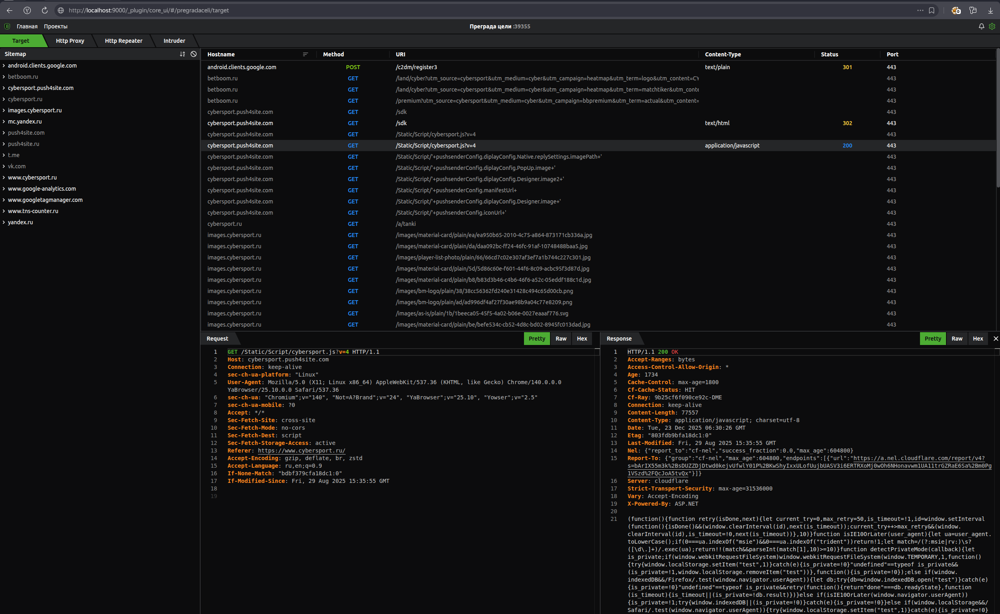 http://localhost:9000/_plugin/core_ui/#/pregradaceli/target
Главная Проекты Преграда цели :39355
Target Http Proxy Http Repeater Intruder
Sitemap
android.clients.google.com
betboom.ru
cybersport.push4site.com
cybersport.ru
images.cybersport.ru
mc.yandex.ru
push4site.com
push4site.ru
t.me
vk.com
www.cybersport.ru
www.google-analytics.com
www.googletagmanager.com
www.tns-counter.ru
yandex.ru
Hostname Method URI Content-Type Status Port
android.clients.google.com POST /c2dm/register3 text/plain 301 443
betboom.ru GET /land/cyber?utm_source=cybersport&utm_medium=cyber&utm_campaign=heatmap&utm_term=logo&utm_content=CY 443
betboom.ru GET /land/cyber?utm_source=cybersport&utm_medium=cyber&utm_campaign=heatmap&utm_term=matchtiker&utm_conte 443
betboom.ru GET /premium?utm_source=cybersport&utm_medium=cyber&utm_campaign=bbpremium&utm_term=actual&utm_content= 443
cybersport.push4site.com GET /sdk 443
cybersport.push4site.com GET /sdk text/html 302 443
cybersport.push4site.com GET /Static/Script/cybersport.js?v=4 443
cybersport.push4site.com GET /Static/Script/cybersport.js?v=4 application/javascript 200 443
cybersport.push4site.com GET /Static/Script/'+pushsenderConfig.diplayConfig.Native.replySettings.imagePath+' 443
cybersport.push4site.com GET /Static/Script/'+pushsenderConfig.diplayConfig.PopUp.image+' 443
cybersport.push4site.com GET /Static/Script/'+pushsenderConfig.diplayConfig.Designer.image2+' 443
cybersport.push4site.com GET /Static/Script/'+pushsenderConfig.manifestUrl+ 443
cybersport.push4site.com GET /Static/Script/'+pushsenderConfig.diplayConfig.Designer.image+' 443
cybersport.push4site.com GET /Static/Script/'+pushsenderConfig.iconUrl+' 443
cybersport.ru GET /a/tanki 443
images.cybersport.ru GET /images/material-card/plain/ea/ea950b65-2010-4c75-a864-873171cb336a.jpg 443
images.cybersport.ru GET /images/material-card/plain/da/daa092bc-ff24-46fc-91af-10748488baa5.jpg 443
images.cybersport.ru GET /images/player-list-photo/plain/66/66cd7c02e307af3ef7a1b744c227c301.jpg 443
images.cybersport.ru GET /images/material-card/plain/5d/5d86c60e-f601-44f6-8c09-acbc95f3d87d.jpg 443
images.cybersport.ru GET /images/material-card/plain/b8/b83d3b46-c4b6-46f6-a52c-05eddf188c1d.jpg 443
images.cybersport.ru GET /images/bm-logo/plain/38/38cc56362fd240e31428c494c65d00cb.png 443
images.cybersport.ru GET /images/bm-logo/plain/ad/ad996df4af27f30ae98b9a04c77e8209.png 443
images.cybersport.ru GET /images/as-is/plain/1b/1beeca05-45f5-4a02-b06e-0027eaaaf776.svg 443
images.cybersport.ru GET /images/material-card/plain/be/befe534c-cb52-4d8c-bd02-8945fc013dad.jpg 443
Request Pretty Raw Hex
1 GET /Static/Script/cybersport.js?v=4 HTTP/1.1
2 Host: cybersport.push4site.com
3 Connection: keep-alive
4 sec-ch-ua-platform: "Linux"
5 User-Agent: Mozilla/5.0 (X11; Linux x86_64) AppleWebKit/537.36 (KHTML, like Gecko) Chrome/140.0.0.0
YaBrowser/25.10.0.0 Safari/537.36
6 sec-ch-ua: "Chromium";v="140", "Not=A?Brand";v="24", "YaBrowser";v="25.10", "Yowser";v="2.5"
7 sec-ch-ua-mobile: ?0
8 Accept: */*
9 Sec-Fetch-Site: cross-site
10 Sec-Fetch-Mode: no-cors
11 Sec-Fetch-Dest: script
12 Sec-Fetch-Storage-Access: active
13 Referer: https://www.cybersport.ru/
14 Accept-Encoding: gzip, deflate, br, zstd
15 Accept-Language: ru,en;q=0.9
16 If-None-Match: "bdbf379cfa18dc1:0"
17 If-Modified-Since: Fri, 29 Aug 2025 15:35:55 GMT
18
19
Response Pretty Raw Hex
1 HTTP/1.1 200 OK
2 Accept-Ranges: bytes
3 Access-Control-Allow-Origin: *
4 Age: 1734
5 Cache-Control: max-age=1800
6 Cf-Cache-Status: HIT
7 Cf-Ray: 9b25cf6f090ce92c-DME
8 Connection: keep-alive
9 Content-Length: 77557
10 Content-Type: application/javascript; charset=utf-8
11 Date: Tue, 23 Dec 2025 06:30:26 GMT
12 Etag: "803fdb9bfa18dc1:0"
13 Last-Modified: Fri, 29 Aug 2025 15:35:55 GMT
14 Nel: {"report_to":"cf-nel","success_fraction":0.0,"max_age":604800}
15 Report-To: {"group":"cf-nel","max_age":604800,"endpoints":[{"url":"https://a.nel.cloudflare.com/report/v4?
s=bArIX55m3k%2BsDUZZDjDtwd0kejvUfwlY01P%2BKwShyIxxULofUujbUASV3i6ERTRXoMj0wOh6NHonavwm1UA11trGZRaE6Sa%2Bm0Pg
1VSzd%2FQcJoA5tvQx"}]}
16 Server: cloudflare
17 Strict-Transport-Security: max-age=31536000
18 Vary: Accept-Encoding
19 X-Powered-By: ASP.NET
20
21 (function(){function retry(isDone,next){let current_try=0,max_retry=50,is_timeout=!1,id=window.setInterval
(function(){isDone()&&(window.clearInterval(id),next(is_timeout));current_try++>max_retry&&(window.
clearInterval(id),is_timeout=!0,next(is_timeout))},10)}function isIE10OrLater(user_agent){let ua=user_agent.
toLowerCase();if(0===ua.indexOf("msie")&&0===ua.indexOf("trident"))return!1;let match=/(?:msie|rv:)\s?
([\d\.]+)/.exec(ua);return!!(match&&parseInt(match[1],10)>=10)}function detectPrivateMode(callback){let
is_private;if(window.webkitRequestFileSystem)window.webkitRequestFileSystem(window.TEMPORARY,1,function()
{try{window.localStorage.setItem("test",1)}catch(e){is_private=!0}"undefined"==typeof is_private&&
(is_private=!1,window.localStorage.removeItem("test"))},function(){is_private=!0});else if(window.
indexedDB&&/Firefox/.test(window.navigator.userAgent)){let db;try{db=window.indexedDB.open("test")}catch(e)
{is_private=!0}"undefined"==typeof is_private&&retry(function(){return"done"===db.readyState},function
(is_timeout){is_timeout||(is_private=!db.result)})}else if(isIE10OrLater(window.navigator.userAgent))
{is_private=!1;try{window.indexedDB||(is_private=!0)}catch(e){is_private=!0}}else if(window.localStorage&&/
Safari/.test(window.navigator.userAgent)){try{window.localStorage.setItem("test",1)}catch(e){is_private=!0}